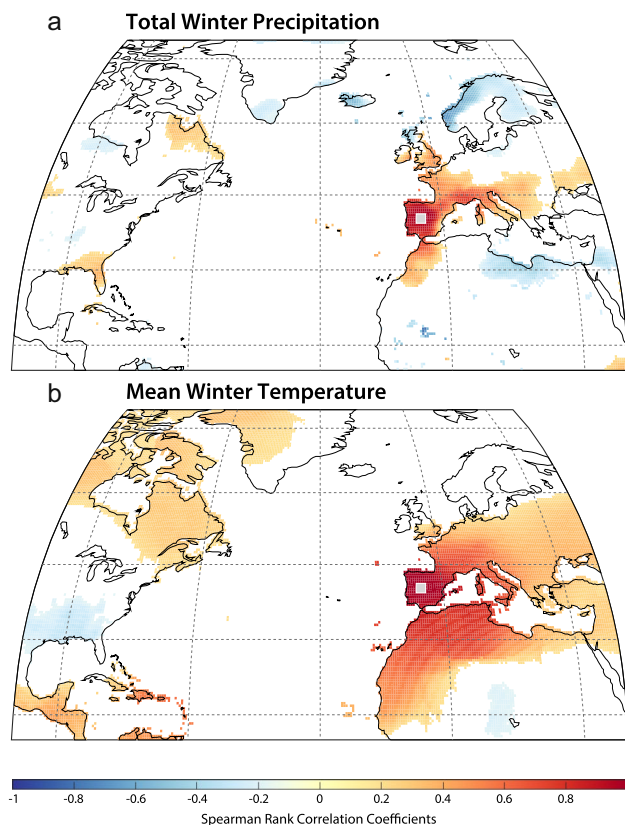 a Total Winter Precipitation
b Mean Winter Temperature
-1 -0.8 -0.6 -0.4 -0.2 0 0.2 0.4 0.6 0.8
Spearman Rank Correlation Coefficients